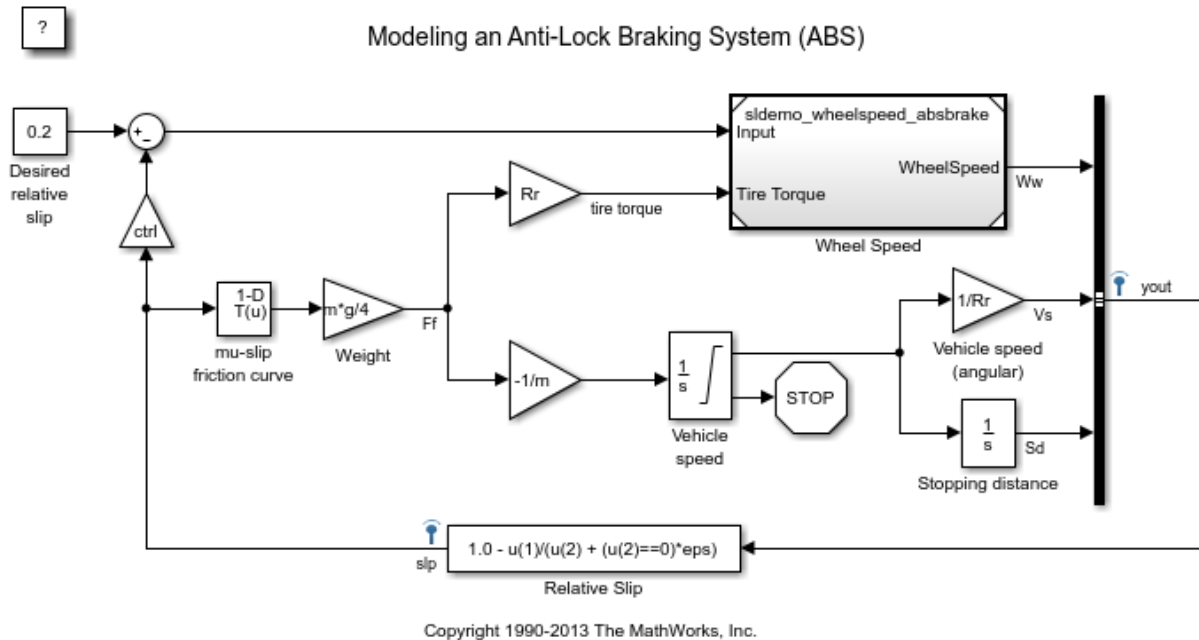 ?
Modeling an Anti-Lock Braking System (ABS)
0.2
Desired
relative
slip
+
−
ctrl
1-D
T(u)
mu-slip
friction curve
m*g/4
Weight
Ff
Rr
tire torque
sldemo_wheelspeed_absbrake
Input
WheelSpeed
Tire Torque
Wheel Speed
Ww
-1/m
1
s
Vehicle
speed
STOP
1/Rr
Vs
Vehicle speed
(angular)
1
s
Sd
Stopping distance
yout
slp
1.0 - u(1)/(u(2) + (u(2)==0)*eps)
Relative Slip
Copyright 1990-2013 The MathWorks, Inc.